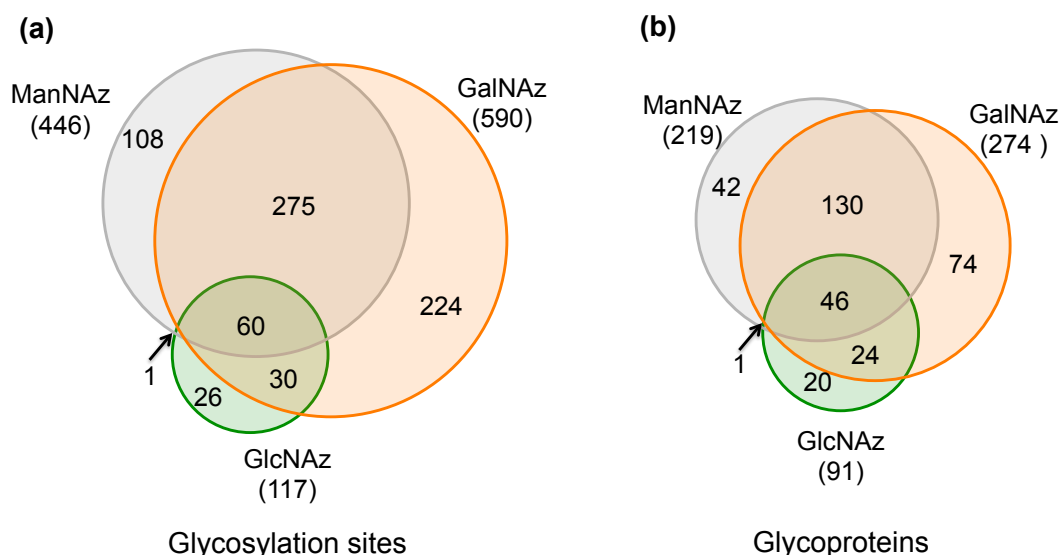 (a)
ManNAz
(446)
GalNAz
(590)
108
275
224
60
30
26
1
GlcNAz
(117)
Glycosylation sites
(b)
ManNAz
(219)
GalNAz
(274 )
42
130
74
46
24
20
1
GlcNAz
(91)
Glycoproteins